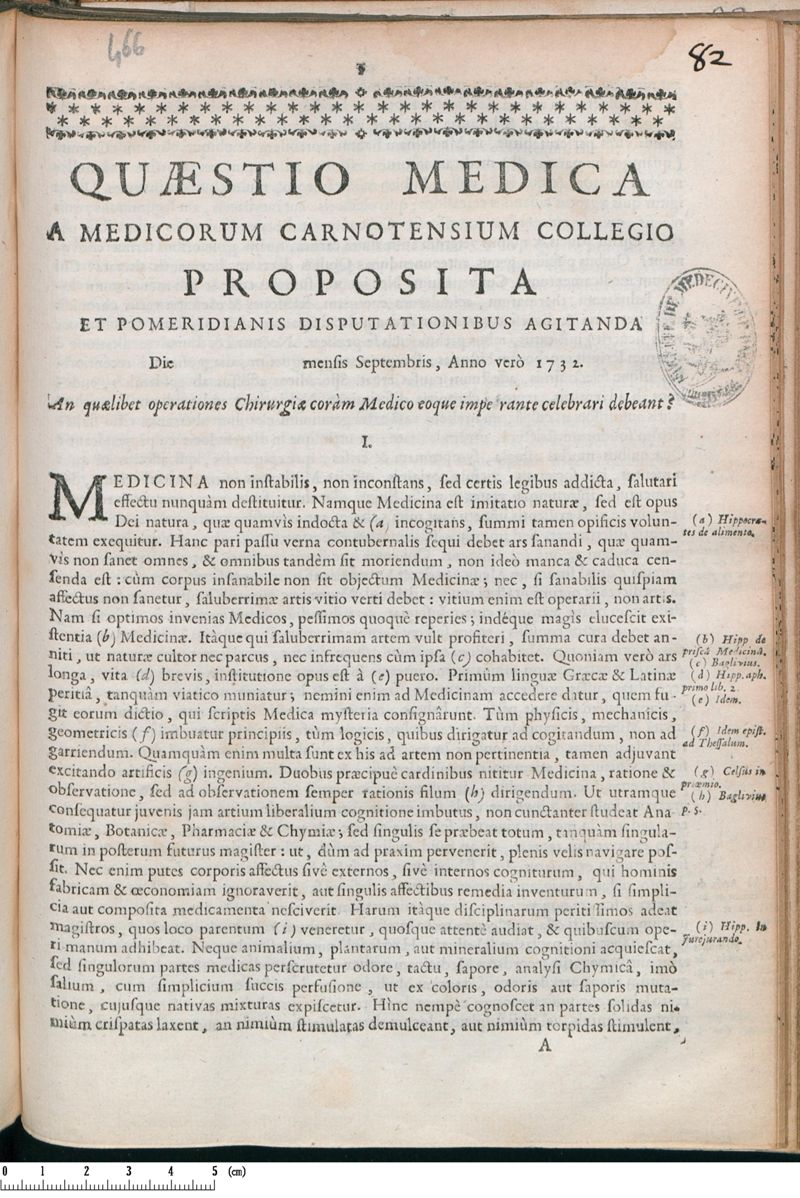 466
82
QUÆSTIO MEDICA
A MEDICORUM CARNOTENSIUM COLLEGIO
PROPOSITA
ET POMERIDIANIS DISPUTATIONIBUS AGITANDA
Die mensis Septembris, Anno verò 1732.
An quælibet operationes Chirurgiæ coràm Medico eoque impe rante celebrari debeant?
I.
MEDICINA non instabilis, non inconstans, sed certis legibus addicta, salutari
effectu nunquàm destituitur. Namque Medicina est imitatio naturæ, sed est opus
Dei natura, quæ quamvìs indocta & (a) incogitans, summi tamen opificis volun-
tatem exequitur. Hanc pari passu verna contubernalis sequi debet ars sanandi, quæ quam-
vìs non sanet omnes, & omnibus tandèm sit moriendum, non ideò manca & caduca cen-
senda est : cùm corpus insanabile non sit objectum Medicinæ ; nec, si sanabilis quispiam
affectus non sanetur, saluberrimæ artis vitio verti debet : vitium enim est operarii, non artis.
Nam si optimos invenias Medicos, pessimos quoquè reperies ; indéque magìs elucescit exi-
stentia (b) Medicinæ. Itàque qui saluberrimam artem vult profiteri, summa cura debet an-
niti, ut naturæ cultor nec parcus, nec infrequens cùm ipsa (c) cohabitet. Quoniam verò ars
longa, vita (d) brevis, institutione opus est à (e) puero. Primùm linguæ Græcæ & Latinæ
peritiâ, tanquàm viatico muniatur ; nemini enim ad Medicinam accedere datur, quem fu-
git eorum dictio, qui scriptis Medica mysteria consignârunt. Tùm physicis, mechanicis,
geometricis (f) imbuatur principiis, tùm logicis, quibus dirigatur ad cogitandum, non ad
garriendum. Quamquàm enim multa sunt ex his ad artem non pertinentia, tamen adjuvant
excitando artificis (g) ingenium. Duobus præcipuè cardinibus nititur Medicina, ratione &
observatione, sed ad observationem semper rationis filum (h) dirigendum. Ut utramque
consequatur juvenis jam artium liberalium cognitione imbutus, non cunctanter studeat Ana
tomiæ, Botanicæ, Pharmaciæ & Chymiæ ; sed singulis se præbeat totum, tanquàm singula-
rum in posterum futurus magister : ut, dùm ad praxim pervenerit, plenis velis navigare pos-
sit. Nec enim putes corporis affectus sivè externos, sivè internos cogniturum, qui hominis
fabricam & œconomiam ignoraverit, aut singulis affectibus remedia inventurum, si simpli-
cia aut composita medicamenta nesciverit. Harum itàque disciplinarum peritissimos adeat
magistros, quos loco parentum (i) veneretur, quosque attentè audiat, & quibuscum ope-
ri manum adhibeat. Neque animalium, plantarum, aut mineralium cognitioni acquiescat,
sed singulorum partes medicas perscrutetur odore, tactu, sapore, analysi Chymicâ, imò
salium, cum simplicium succis perfusione, ut ex coloris, odoris aut saporis muta-
tione, cujusque nativas mixturas expiscetur. Hìnc nempè cognoscet an partes solidas ni-
miùm crispatas laxent, an nimiùm stimulatas demulceant, aut nimiùm torpidas stimulent,
A
(a) Hippocra-
tes de alimento.
(b) Hipp de
priscâ Medicinâ.
(c) Baglivius.
(d) Hipp. aph.
primo lib. 2.
(e) Idem.
(f) Idem epist.
ad Thessalum.
(g) Celsus in
præmio.
(h) Baglivius
p. 5.
(i) Hipp. In
Jurejurando.
0 1 2 3 4 5 (cm)